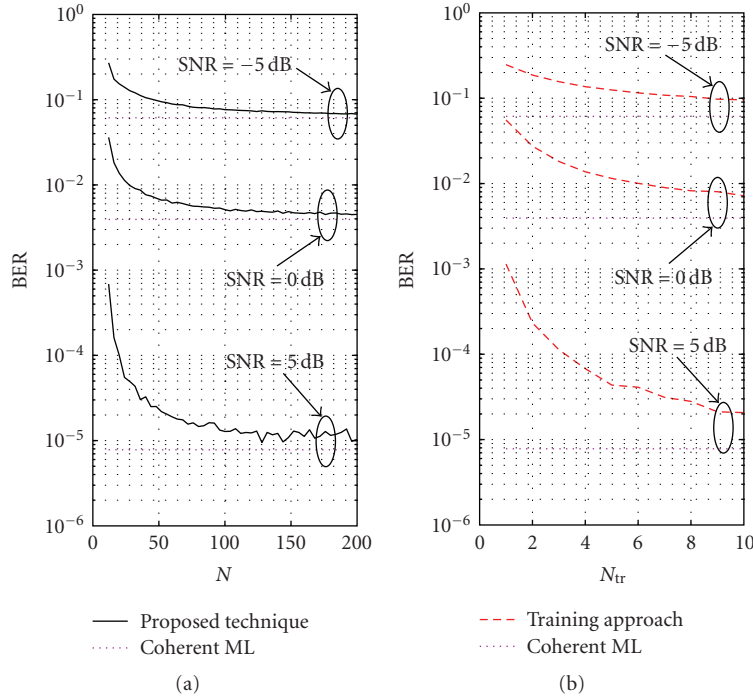 10^0
10^−1
10^−2
10^−3
10^−4
10^−5
10^−6
BER
SNR = −5 dB
SNR = 0 dB
SNR = 5 dB
0 50 100 150 200
N
Proposed technique
Coherent ML
(a)
10^0
10^−1
10^−2
10^−3
10^−4
10^−5
10^−6
BER
SNR = −5 dB
SNR = 0 dB
SNR = 5 dB
0 2 4 6 8 10
N_tr
Training approach
Coherent ML
(b)